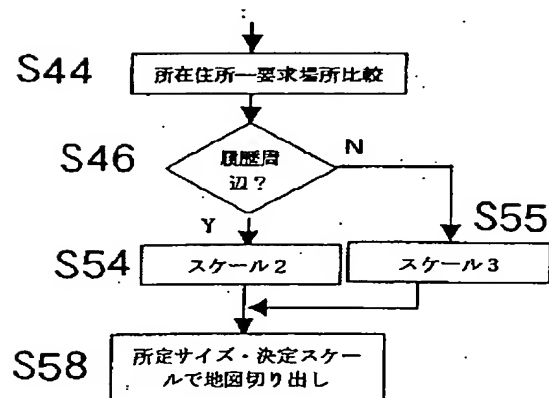 S44
所在住所―要求場所比較
S46
履歴周
辺？
N
Y
S55
S54
スケール２
スケール３
S58
所定サイズ・決定スケー
ルで地図切り出し